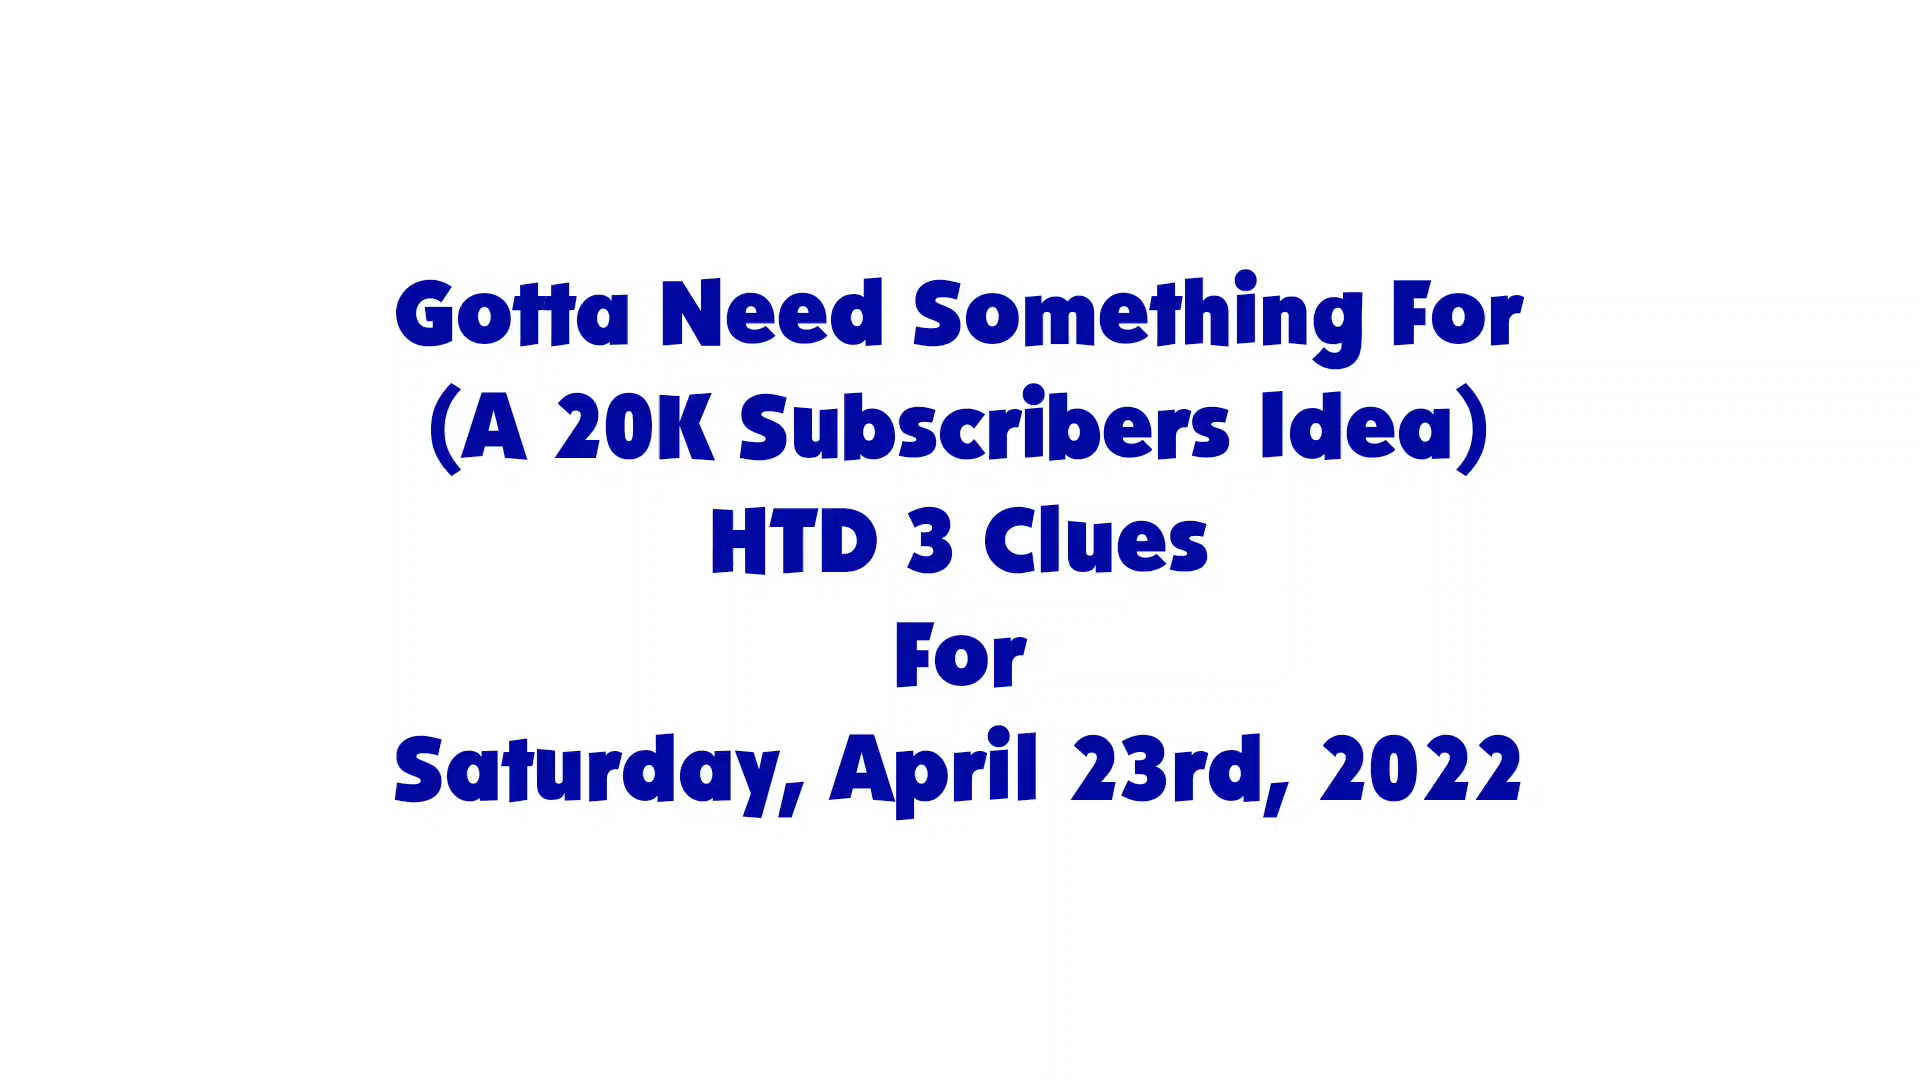 Gotta Need Something For
(A 20K Subscribers Idea)
HTD 3 Clues
For
Saturday, April 23rd, 2022